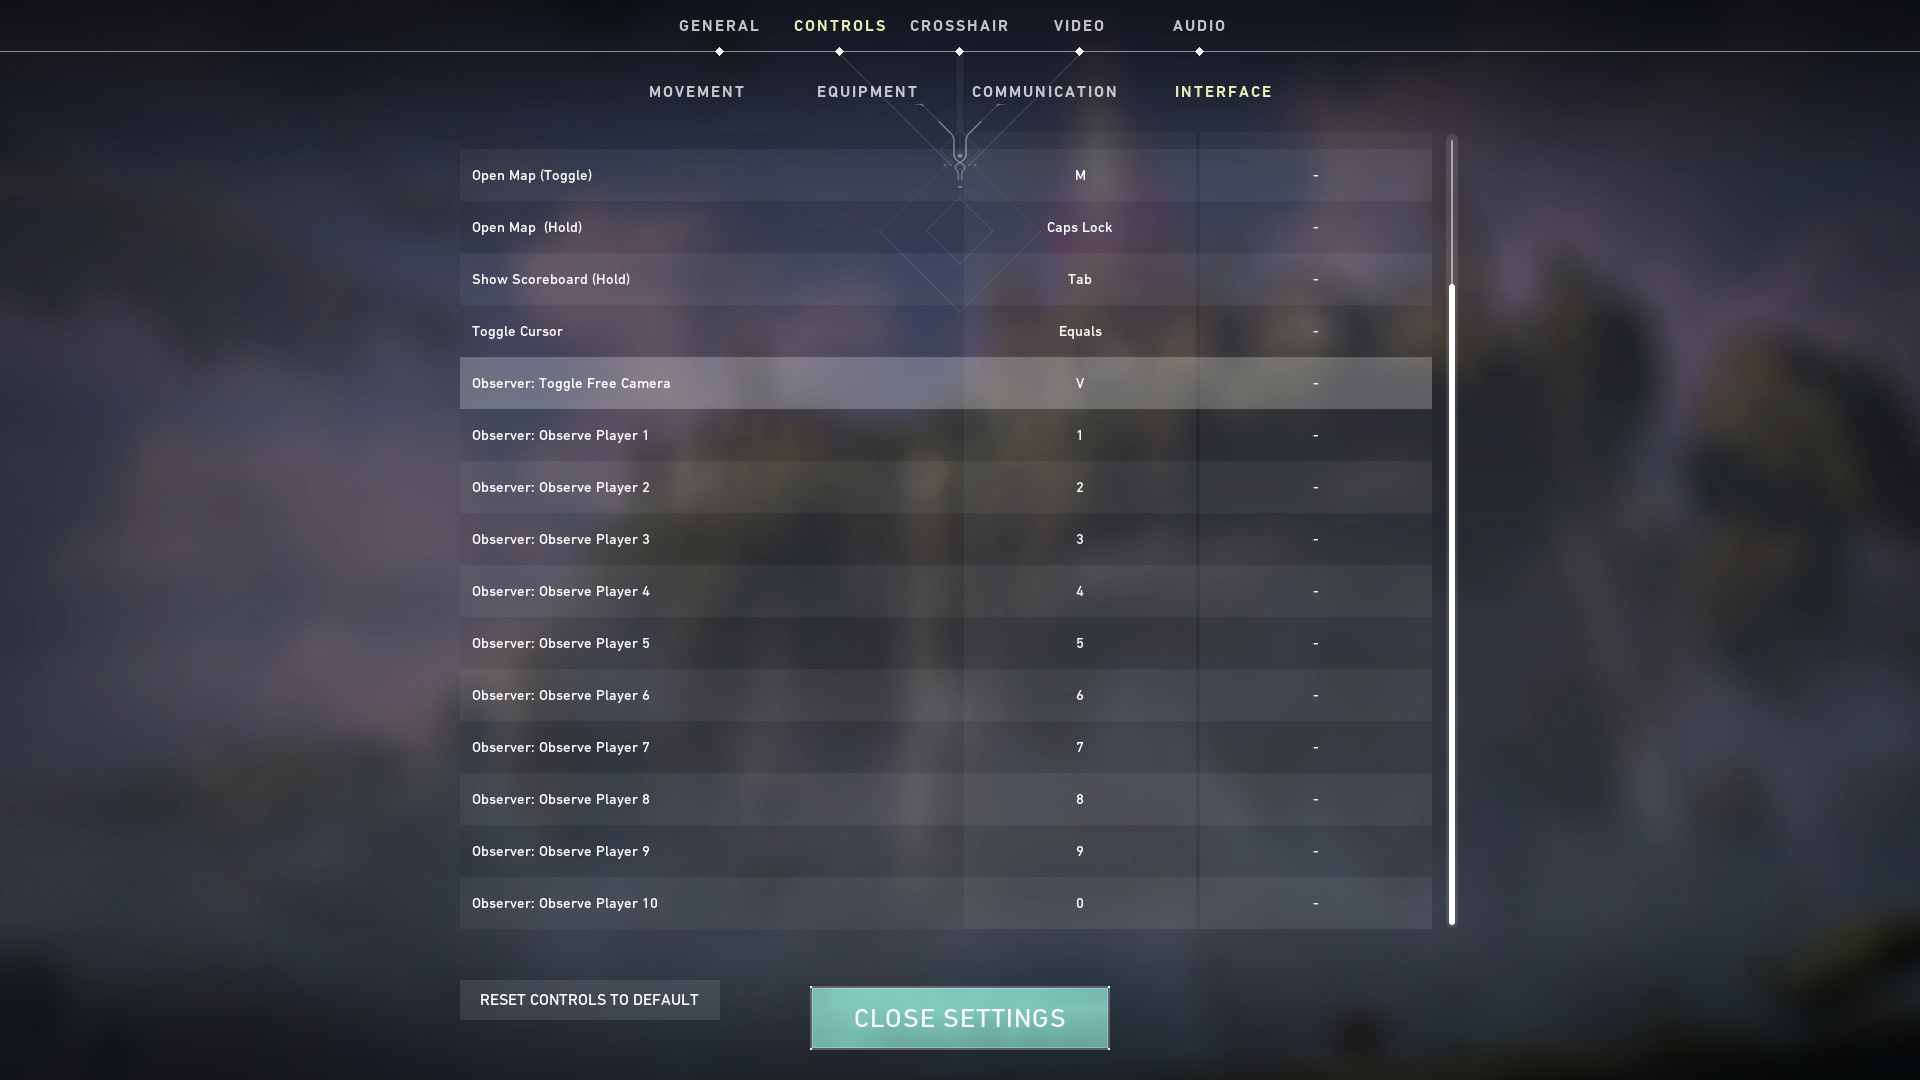 GENERAL CONTROLS CROSSHAIR VIDEO AUDIO
MOVEMENT EQUIPMENT COMMUNICATION INTERFACE
Open Map (Toggle) M -
Open Map (Hold) Caps Lock -
Show Scoreboard (Hold) Tab -
Toggle Cursor Equals -
Observer: Toggle Free Camera V -
Observer: Observe Player 1 1 -
Observer: Observe Player 2 2 -
Observer: Observe Player 3 3 -
Observer: Observe Player 4 4 -
Observer: Observe Player 5 5 -
Observer: Observe Player 6 6 -
Observer: Observe Player 7 7 -
Observer: Observe Player 8 8 -
Observer: Observe Player 9 9 -
Observer: Observe Player 10 0 -
RESET CONTROLS TO DEFAULT
CLOSE SETTINGS